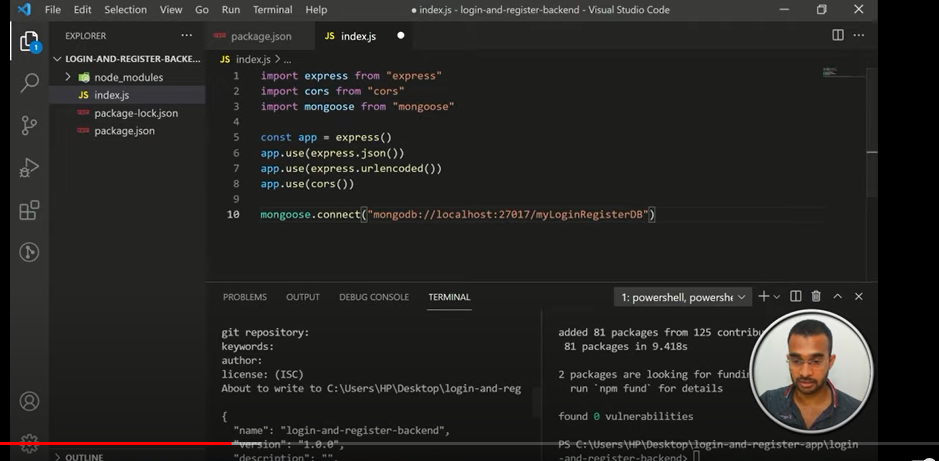 File Edit Selection View Go Run Terminal Help
● index.js - login-and-register-backend - Visual Studio Code
EXPLORER
LOGIN-AND-REGISTER-BACKE...
node_modules
JS index.js
package-lock.json
package.json
1
OUTLINE
package.json
JS index.js ●
JS index.js > ...
1 import express from "express"
2 import cors from "cors"
3 import mongoose from "mongoose"
4
5 const app = express()
6 app.use(express.json())
7 app.use(express.urlencoded())
8 app.use(cors())
9
10 mongoose.connect("mongodb://localhost:27017/myLoginRegisterDB")
PROBLEMS OUTPUT DEBUG CONSOLE TERMINAL
1: powershell, powershe
git repository:
keywords:
author:
license: (ISC)
About to write to C:\Users\HP\Desktop\login-and-reg
{
"name": "login-and-register-backend",
"version": "1.0.0",
"description": "",
added 81 packages from 125 contribu
81 packages in 9.418s
2 packages are looking for fundin
run `npm fund` for details
found 0 vulnerabilities
PS C:\Users\HP\Desktop\login-and-register-app\login
-and-register-backend>